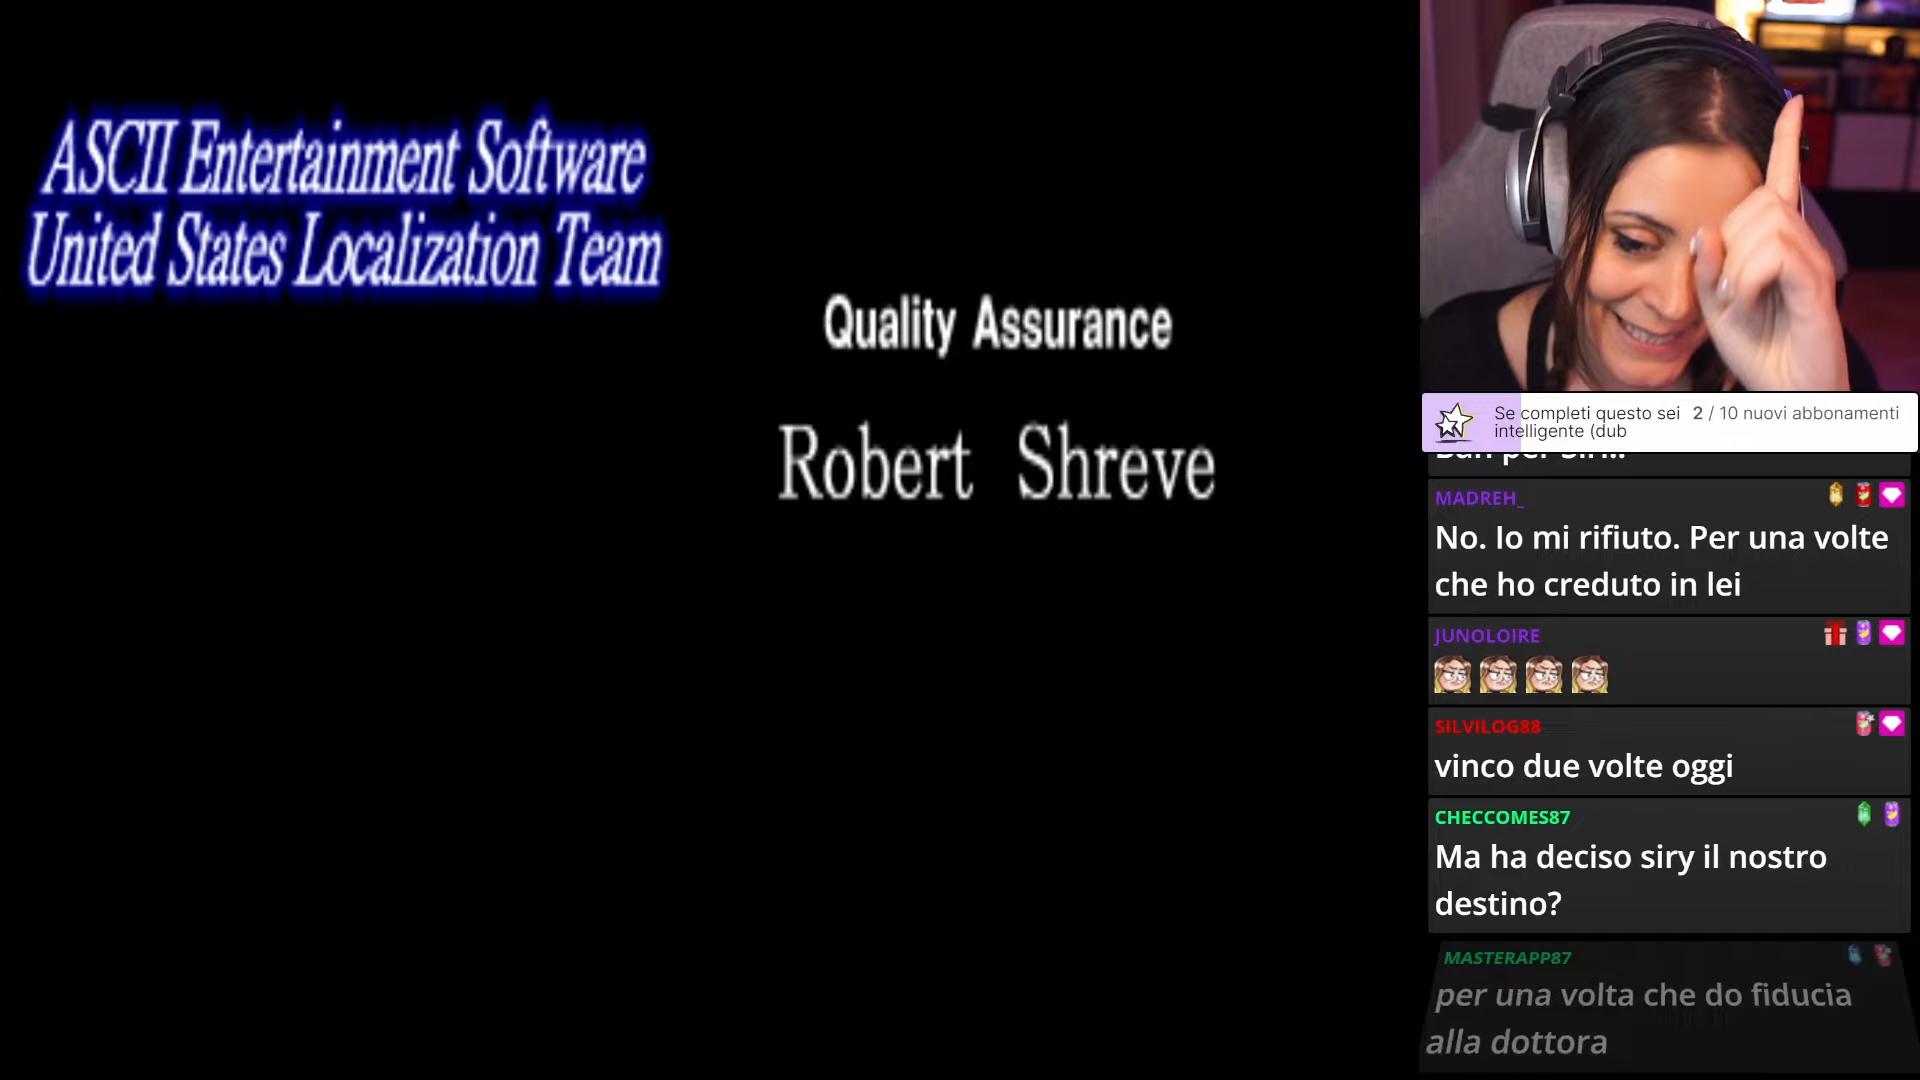 ASCII Entertainment Software
United States Localization Team
Quality Assurance
Robert Shreve
Se completi questo sei 2 / 10 nuovi abbonamenti
intelligente (dub
MADREH_
No. Io mi rifiuto. Per una volte
che ho creduto in lei
JUNOLOIRE
SILVILOG88
vinco due volte oggi
CHECCOMES87
Ma ha deciso siry il nostro
destino?
MASTERAPP87
per una volta che do fiducia
alla dottora